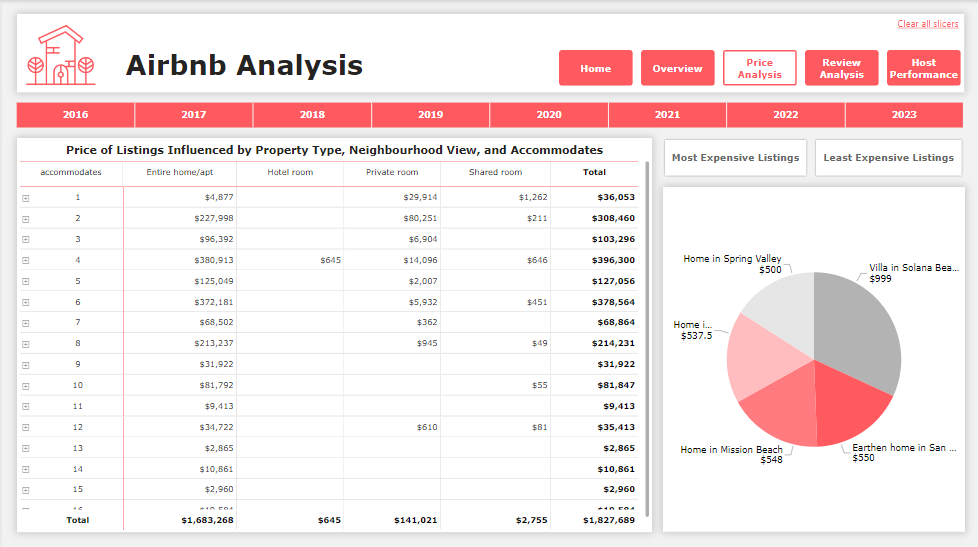 Clear all slicers
Airbnb Analysis
Home
Overview
Price
Analysis
Review
Analysis
Host
Performance
2016 2017 2018 2019 2020 2021 2022 2023
Price of Listings Influenced by Property Type, Neighbourhood View, and Accommodates
accommodates Entire home/apt Hotel room Private room Shared room Total
1 $4,877 $29,914 $1,262 $36,053
2 $227,998 $80,251 $211 $308,460
3 $96,392 $6,904 $103,296
4 $380,913 $645 $14,096 $646 $396,300
5 $125,049 $2,007 $127,056
6 $372,181 $5,932 $451 $378,564
7 $68,502 $362 $68,864
8 $213,237 $945 $49 $214,231
9 $31,922 $31,922
10 $81,792 $55 $81,847
11 $9,413 $9,413
12 $34,722 $610 $81 $35,413
13 $2,865 $2,865
14 $10,861 $10,861
15 $2,960 $2,960
Total $1,683,268 $645 $141,021 $2,755 $1,827,689
Most Expensive Listings
Least Expensive Listings
Home in Spring Valley
$500
Villa in Solana Bea...
$999
Home i...
$537.5
Home in Mission Beach
$548
Earthen home in San ...
$550